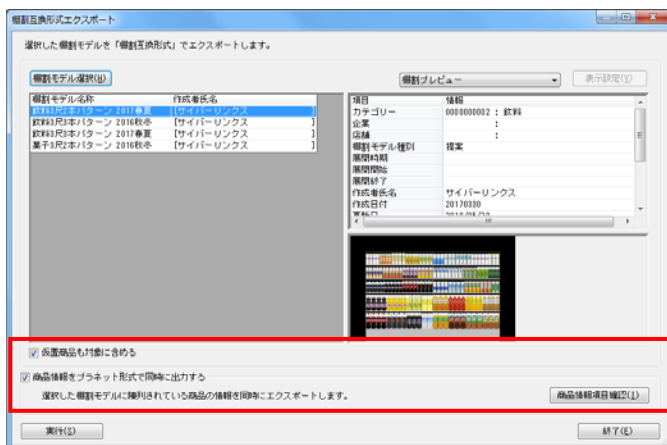 棚割互換形式エクスポート
選択した棚割モデルを「棚割互換形式」でエクスポートします。
棚割モデル選択(M)
棚割プレビュー
表示設定(V)
棚割モデル名称 作成者氏名
飲料3尺2本パターン 2017春夏 [サイバーリンクス ]
飲料3尺3本パターン 2016秋冬 [サイバーリンクス ]
飲料3尺3本パターン 2017春夏 [サイバーリンクス ]
菓子3尺2本パターン 2016秋冬 [サイバーリンクス ]
項目 情報
カテゴリー 0000000002 : 飲料
企業 :
店舗 :
棚割モデル種別 提案
展開時期
展開開始
展開終了
作成者氏名 サイバーリンクス
作成日付 20170330
仮置商品も対象に含める
商品情報をプラネット形式で同時に出力する
選択した棚割モデルに陳列されている商品の情報を同時にエクスポートします。
商品情報項目確認(I)
実行(S)
終了(E)